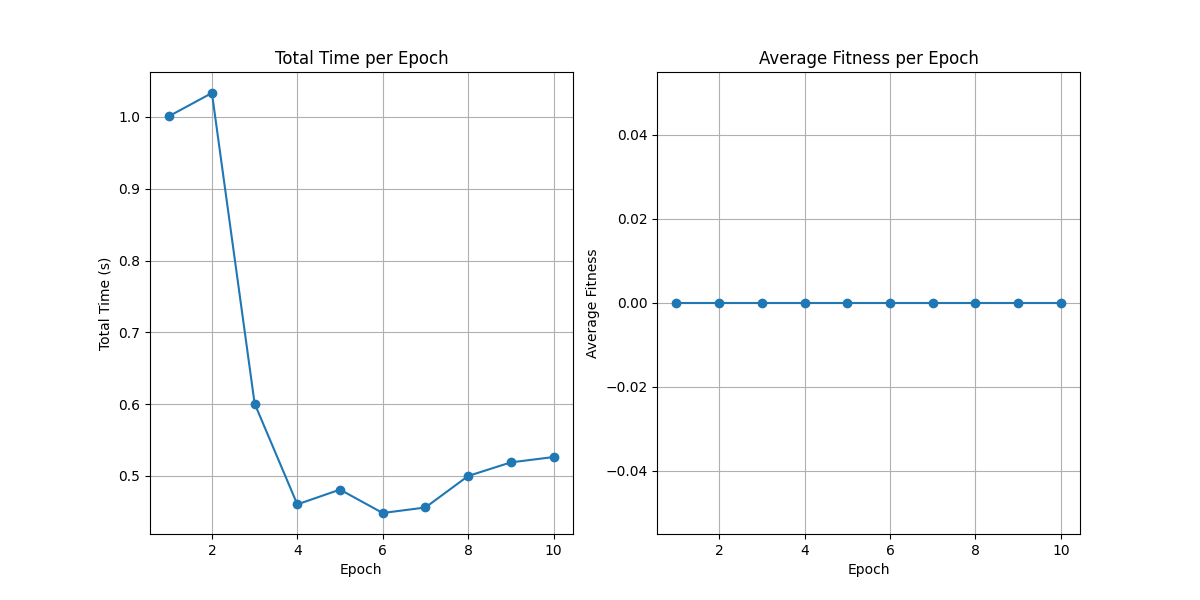 Total Time per Epoch
Total Time (s)
1.0
0.9
0.8
0.7
0.6
0.5
2 4 6 8 10
Epoch
Average Fitness per Epoch
Average Fitness
0.04
0.02
0.00
−0.02
−0.04
2 4 6 8 10
Epoch